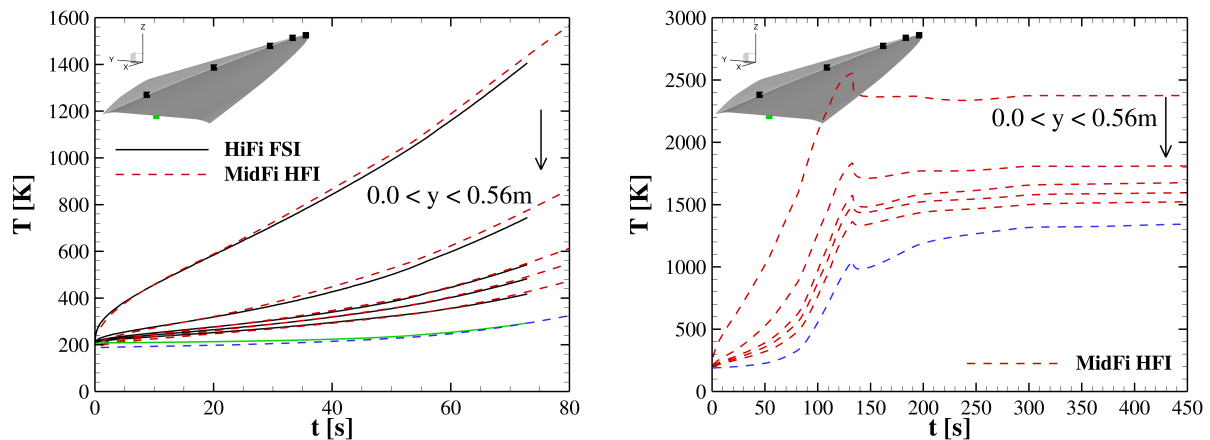 1600
1400
1200
1000
800
600
400
200
0
T [K]
Z
Y
X
HiFi FSI
MidFi HFI
0.0 < y < 0.56m
0 20 40 60 80
t [s]
3000
2500
2000
1500
1000
500
0
T [K]
Z
Y
X
0.0 < y < 0.56m
MidFi HFI
0 50 100 150 200 250 300 350 400 450
t [s]